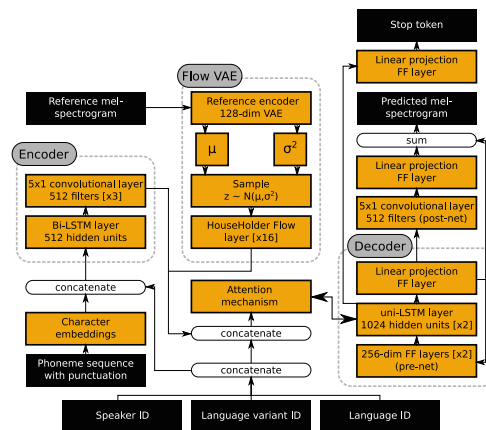 Stop token
Linear projection
FF layer
Flow VAE
Reference mel-
spectrogram
Reference encoder
128-dim VAE
Predicted mel-
spectrogram
sum
μ
σ²
Encoder
Linear projection
FF layer
5x1 convolutional layer
512 filters [x3]
Sample
z ~ N(μ,σ²)
5x1 convolutional layer
512 filters (post-net)
Bi-LSTM layer
512 hidden units
HouseHolder Flow
layer [x16]
Decoder
Linear projection
FF layer
concatenate
Attention
mechanism
uni-LSTM layer
1024 hidden units [x2]
Character
embeddings
concatenate
256-dim FF layers [x2]
(pre-net)
Phoneme sequence
with punctuation
concatenate
Speaker ID
Language variant ID
Language ID